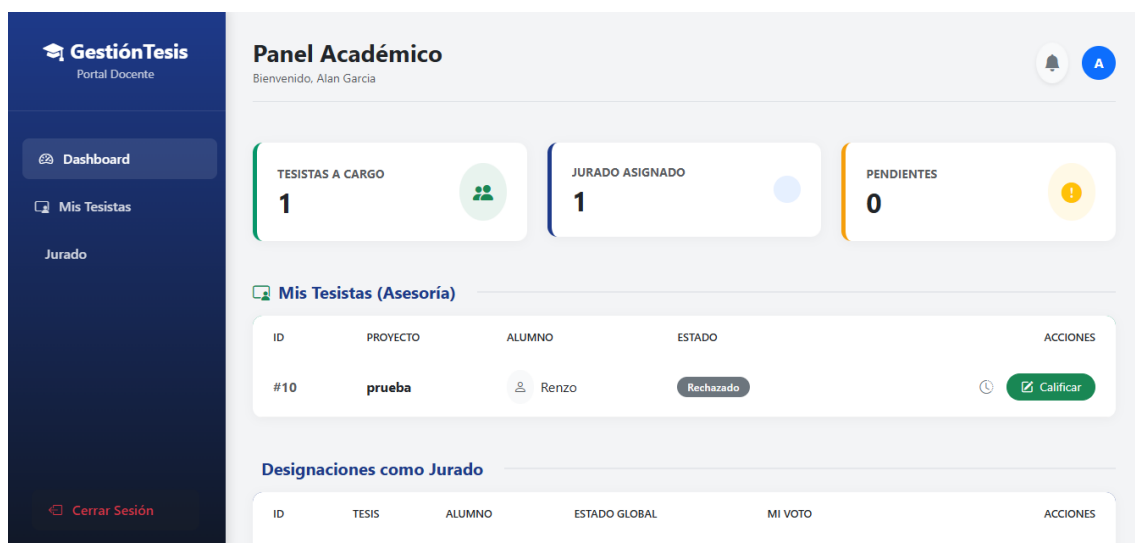 GestiónTesis
Portal Docente
Dashboard
Mis Tesistas
Jurado
Cerrar Sesión
Panel Académico
Bienvenido, Alan Garcia
A
TESISTAS A CARGO
1
JURADO ASIGNADO
1
PENDIENTES
0
Mis Tesistas (Asesoría)
ID PROYECTO ALUMNO ESTADO ACCIONES
#10 prueba Renzo Rechazado Calificar
Designaciones como Jurado
ID TESIS ALUMNO ESTADO GLOBAL MI VOTO ACCIONES